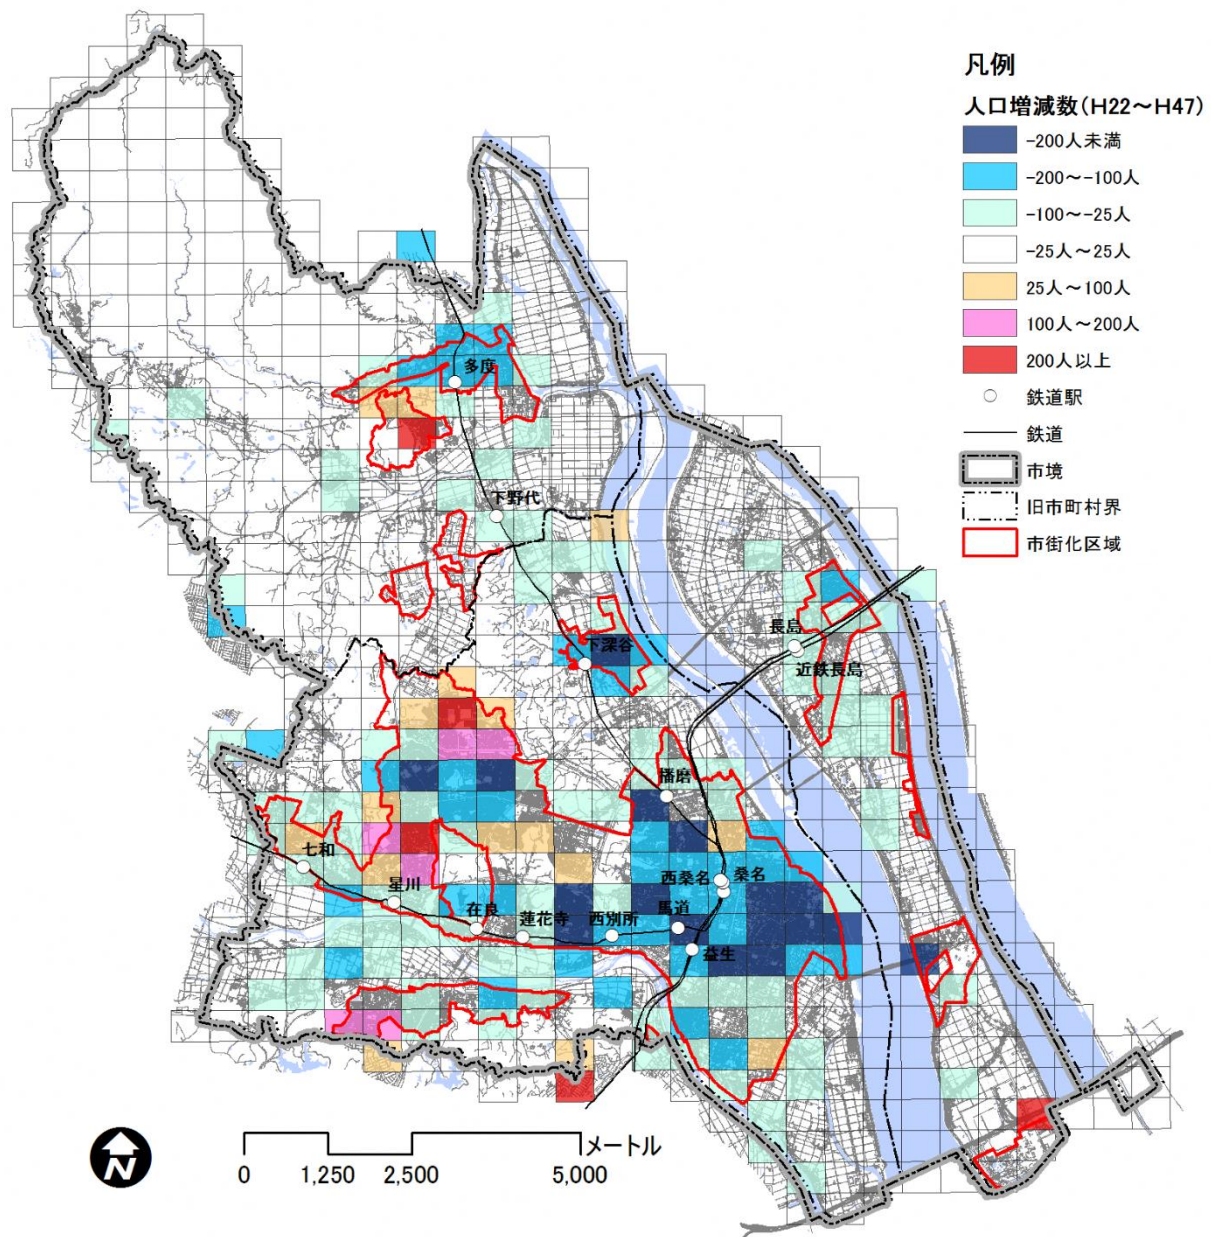 凡例
人口増減数(H22～H47)
-200人未満
-200～-100人
-100～-25人
-25人～25人
25人～100人
100人～200人
200人以上
鉄道駅
鉄道
市境
旧市町村界
市街化区域
多度
下野代
下深谷
長島
近鉄長島
播磨
七和
西桑名
桑名
星川
在良
蓮花寺
西別所
馬道
益生
N
メートル
0 1,250 2,500 5,000